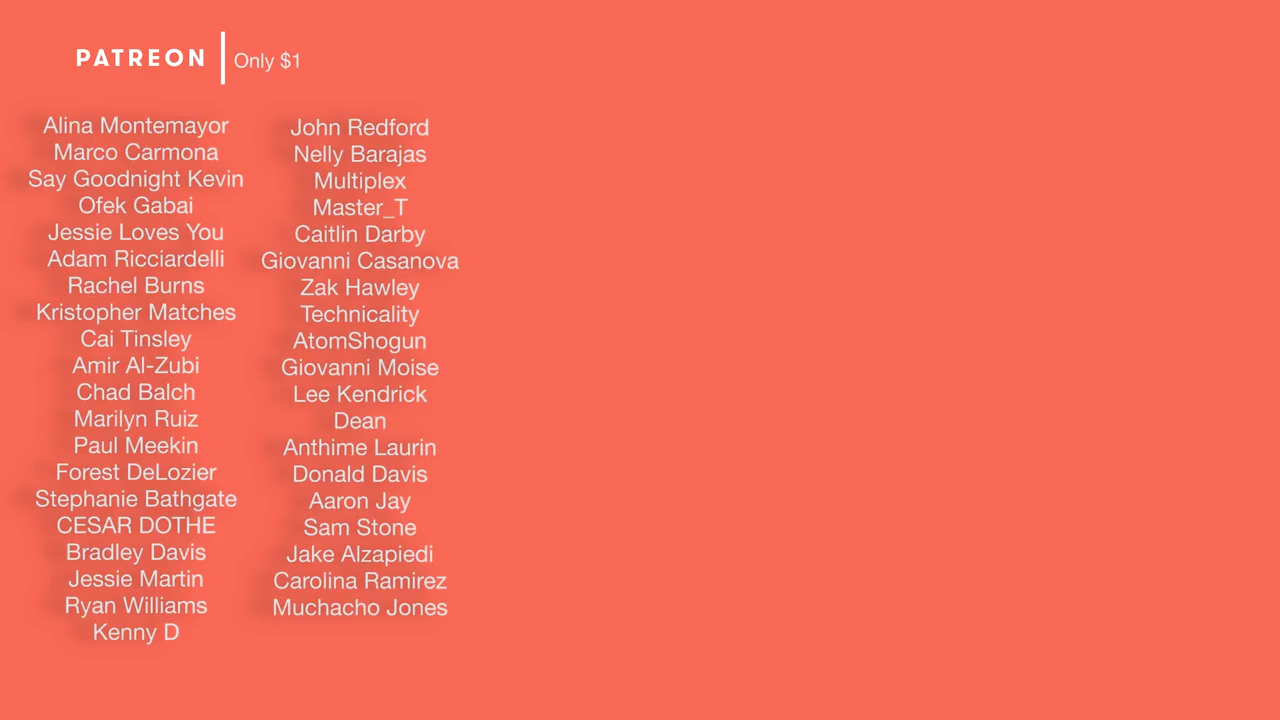 PATREON
Only $1
Alina Montemayor
Marco Carmona
Say Goodnight Kevin
Ofek Gabai
Jessie Loves You
Adam Ricciardelli
Rachel Burns
Kristopher Matches
Cai Tinsley
Amir Al-Zubi
Chad Balch
Marilyn Ruiz
Paul Meekin
Forest DeLozier
Stephanie Bathgate
CESAR DOTHE
Bradley Davis
Jessie Martin
Ryan Williams
Kenny D
John Redford
Nelly Barajas
Multiplex
Master_T
Caitlin Darby
Giovanni Casanova
Zak Hawley
Technicality
AtomShogun
Giovanni Moise
Lee Kendrick
Dean
Anthime Laurin
Donald Davis
Aaron Jay
Sam Stone
Jake Alzapiedi
Carolina Ramirez
Muchacho Jones